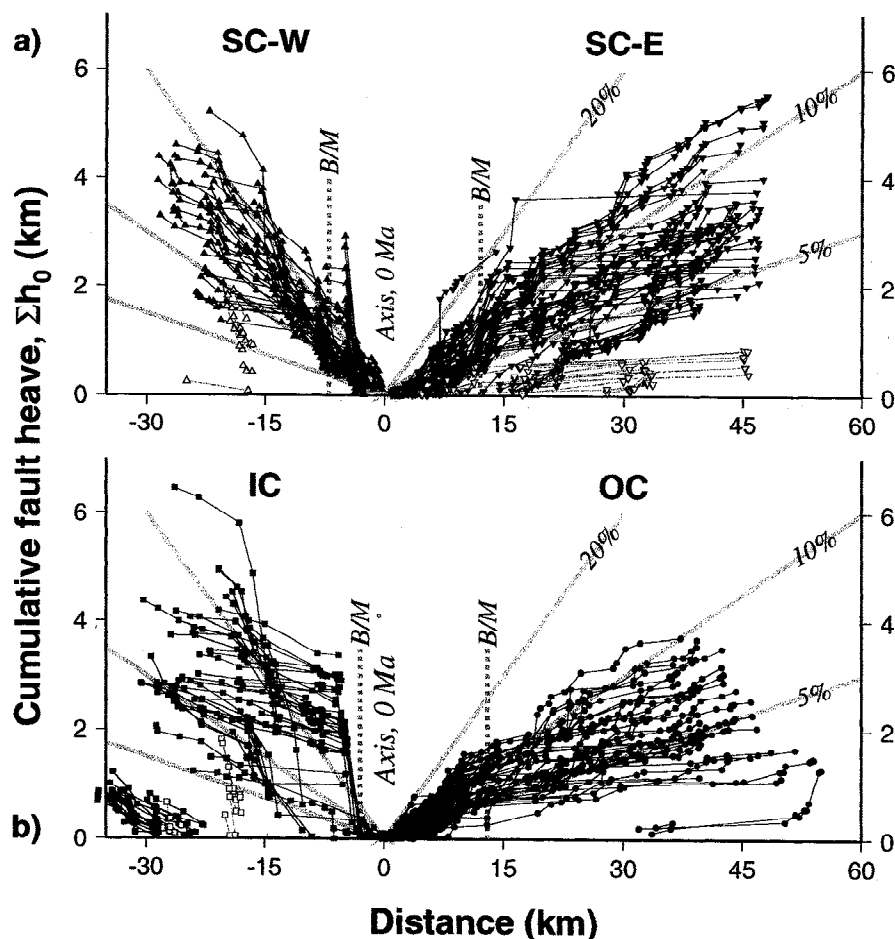 a)
SC-W
SC-E
6
4
2
0
6
4
2
0
20%
10%
5%
B/M
B/M
Axis, 0 Ma
-30
-15
0
15
30
45
60
Cumulative fault heave, Σh₀ (km)
b)
IC
OC
6
4
2
0
6
4
2
0
20%
10%
5%
B/M
B/M
Axis, 0 Ma
-30
-15
0
15
30
45
60
Distance (km)